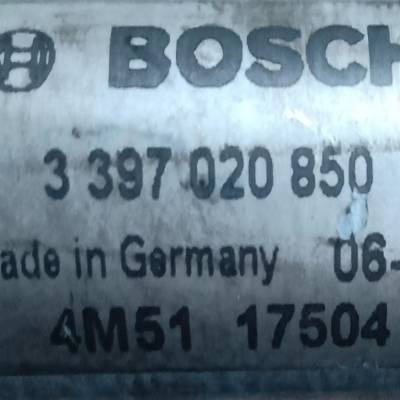 BOSCH
3 397 020 850
ade in Germany 06-
4M51 17504